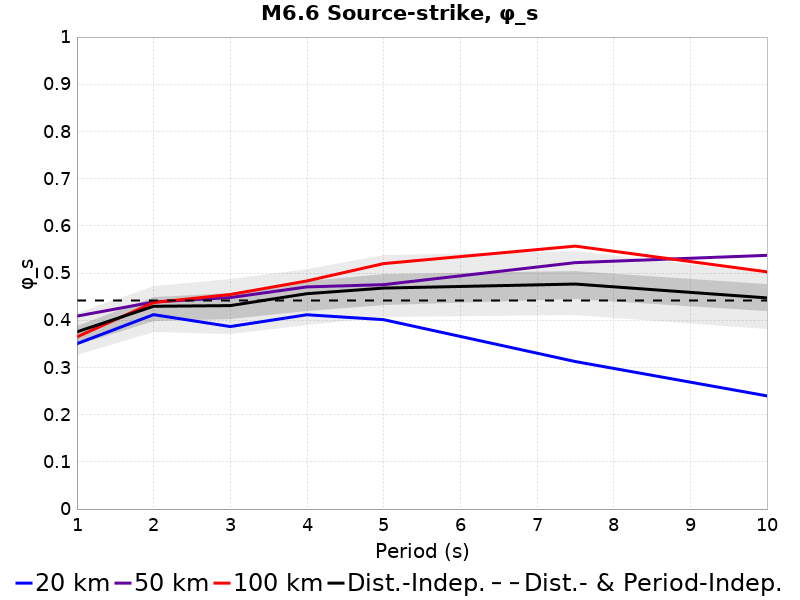 M6.6 Source-strike, φ_s
1
0.9
0.8
0.7
0.6
0.5
0.4
0.3
0.2
0.1
0
φ_s
1 2 3 4 5 6 7 8 9 10
Period (s)
20 km 50 km 100 km Dist.-Indep. Dist.- & Period-Indep.